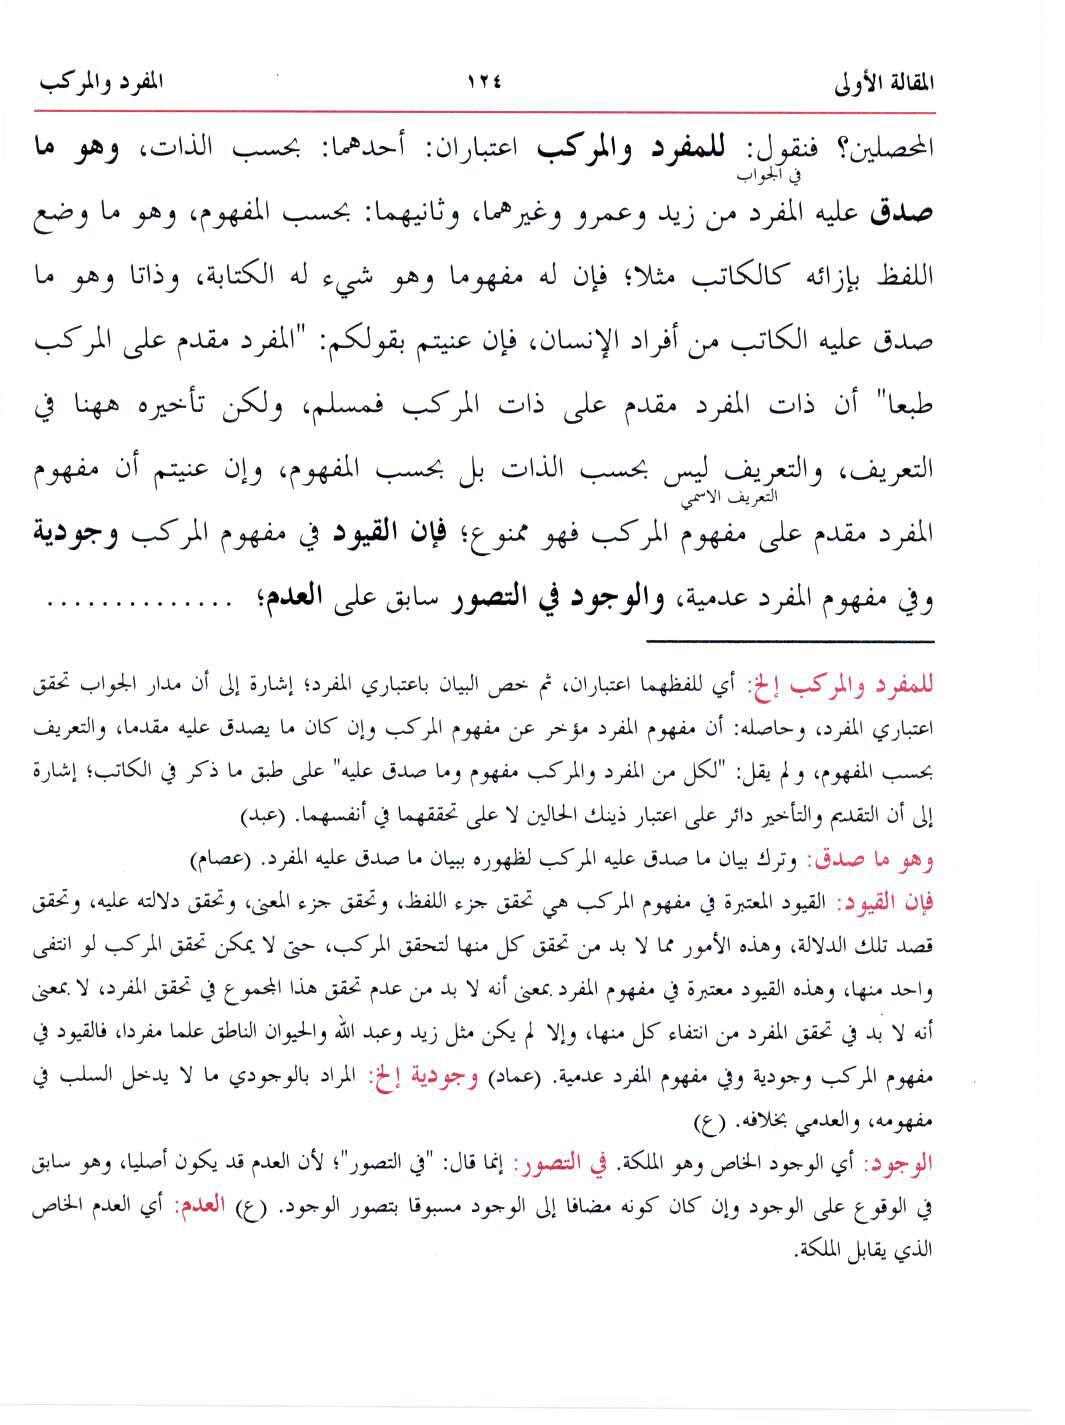 المقالة الأولى ١٢٤ المفرد والمركب
المحصلين؟ فنقول: للمفرد والمركب اعتباران: أحدهما: بحسب الذات، وهو ما
في الجواب
صدق عليه المفرد من زيد وعمرو وغيرهما، وثانيهما: بحسب المفهوم، وهو ما وضع
اللفظ بإزائه كالكاتب مثلا؛ فإن له مفهوما وهو شيء له الكتابة، وذاتا وهو ما
صدق عليه الكاتب من أفراد الإنسان، فإن عنيتم بقولكم: "المفرد مقدم على المركب
طبعا" أن ذات المفرد مقدم على ذات المركب فمسلم، ولكن تأخيره ههنا في
التعريف، والتعريف ليس بحسب الذات بل بحسب المفهوم، وإن عنيتم أن مفهوم
التعريف الاسمي
المفرد مقدم على مفهوم المركب فهو ممنوع؛ فإن القيود في مفهوم المركب وجودية
وفي مفهوم المفرد عدمية، والوجود في التصور سابق على العدم؛ ..............
للمفرد والمركب إلخ: أي للفظهما اعتباران، ثم خص البيان باعتباري المفرد؛ إشارة إلى أن مدار الجواب تحقق
اعتباري المفرد، وحاصله: أن مفهوم المفرد مؤخر عن مفهوم المركب وإن كان ما يصدق عليه مقدما، والتعريف
بحسب المفهوم، ولم يقل: "لكل من المفرد والمركب مفهوم وما صدق عليه" على طبق ما ذكر في الكاتب؛ إشارة
إلى أن التقديم والتأخير دائر على اعتبار ذينك الحالين لا على تحققهما في أنفسهما. (عبد)
وهو ما صدق: وترك بيان ما صدق عليه المركب لظهوره ببيان ما صدق عليه المفرد. (عصام)
فإن القيود: القيود المعتبرة في مفهوم المركب هي تحقق جزء اللفظ، وتحقق جزء المعنى، وتحقق دلالته عليه، وتحقق
قصد تلك الدلالة، وهذه الأمور مما لا بد من تحقق كل منها لتحقق المركب، حتى لا يمكن تحقق المركب لو انتفى
واحد منها، وهذه القيود معتبرة في مفهوم المفرد بمعنى أنه لا بد من عدم تحقق هذا المجموع في تحقق المفرد، لا بمعنى
أنه لا بد في تحقق المفرد من انتفاء كل منها، وإلا لم يكن مثل زيد وعبد الله والحيوان الناطق علما مفردا، فالقيود في
مفهوم المركب وجودية وفي مفهوم المفرد عدمية. (عماد) وجودية إلخ: المراد بالوجودي ما لا يدخل السلب في
مفهومه، والعدمي بخلافه. (ع)
الوجود: أي الوجود الخاص وهو الملكة. في التصور: إنما قال: "في التصور"؛ لأن العدم قد يكون أصليا، وهو سابق
في الوقوع على الوجود وإن كان كونه مضافا إلى الوجود مسبوقا بتصور الوجود. (ع) العدم: أي العدم الخاص
الذي يقابل الملكة.